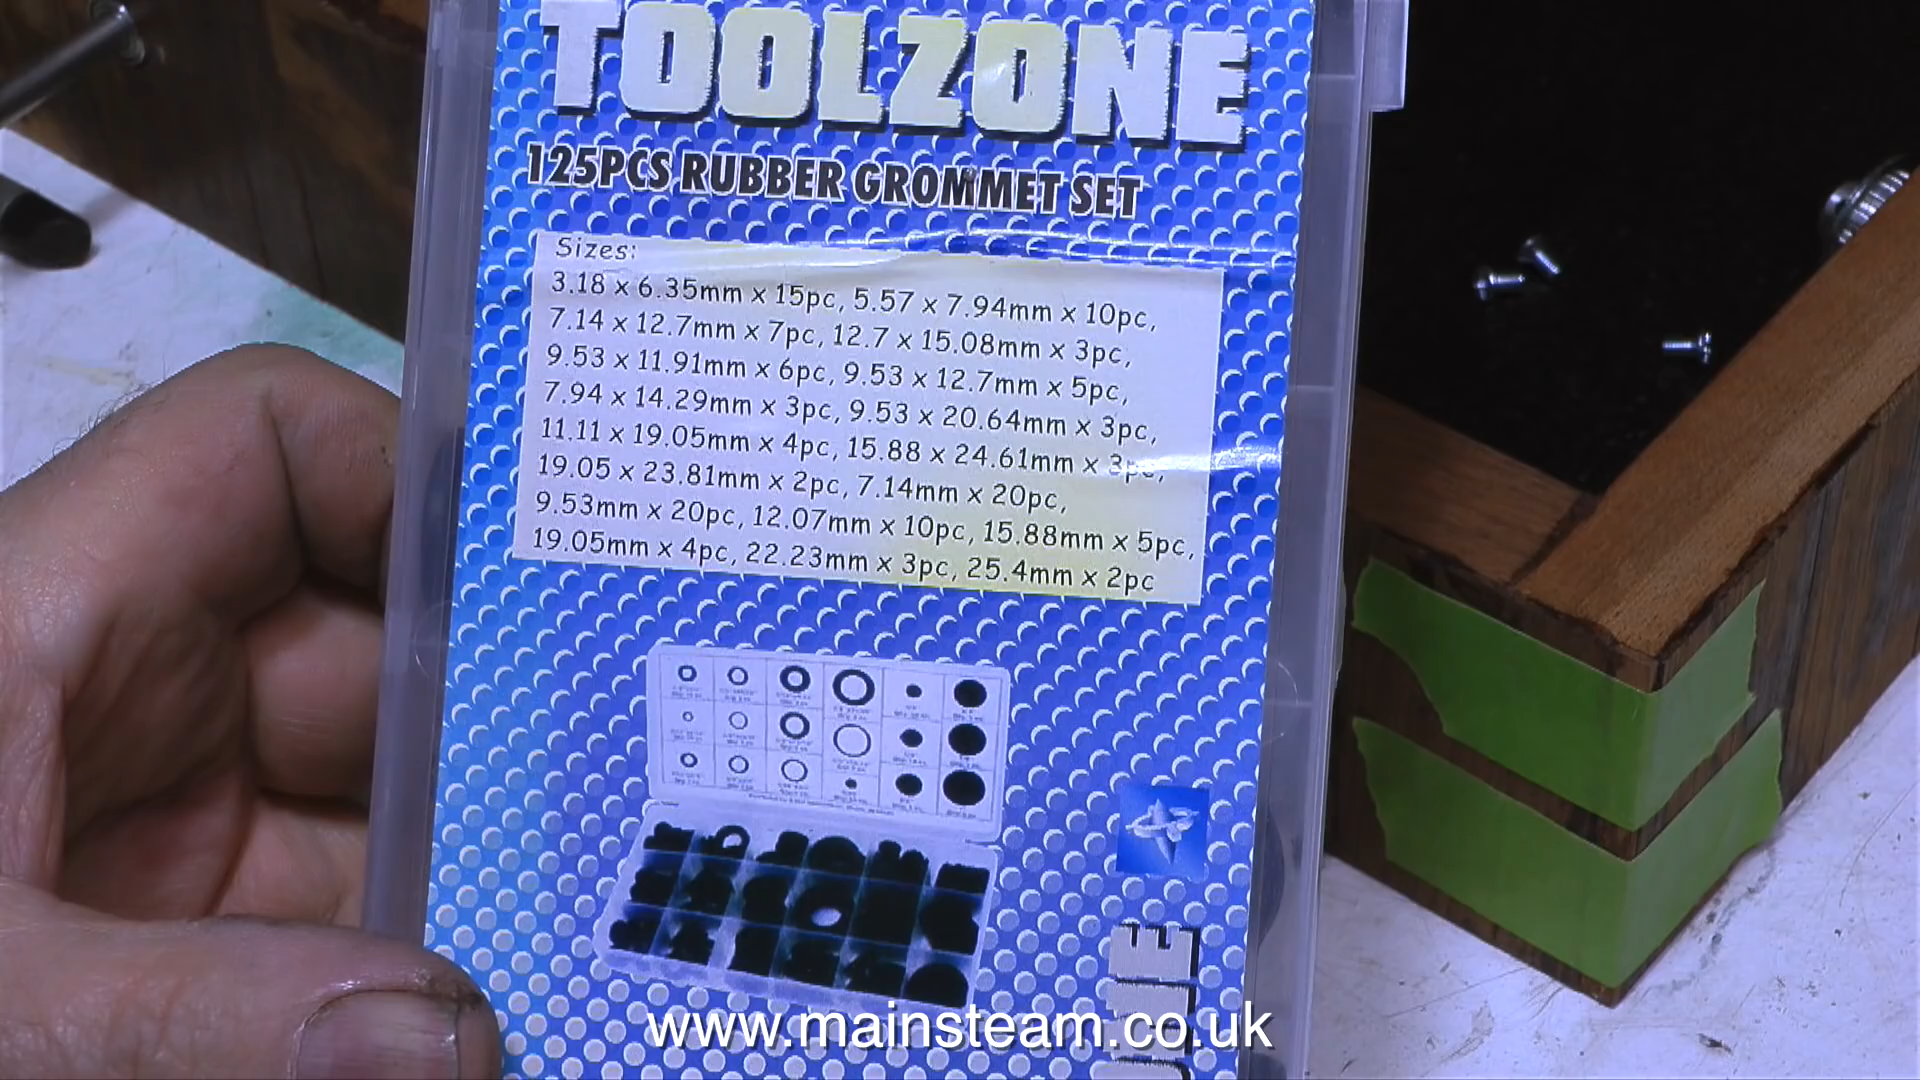 TOOLZONE
125PCS RUBBER GROMMET SET
Sizes:
3.18 x 6.35mm x 15pc, 5.57 x 7.94mm x 10pc,
7.14 x 12.7mm x 7pc, 12.7 x 15.08mm x 3pc,
9.53 x 11.91mm x 6pc, 9.53 x 12.7mm x 5pc,
7.94 x 14.29mm x 3pc, 9.53 x 20.64mm x 3pc,
11.11 x 19.05mm x 4pc, 15.88 x 24.61mm x 3pc,
19.05 x 23.81mm x 2pc, 7.14mm x 20pc,
9.53mm x 20pc, 12.07mm x 10pc, 15.88mm x 5pc,
19.05mm x 4pc, 22.23mm x 3pc, 25.4mm x 2pc
www.mainsteam.co.uk